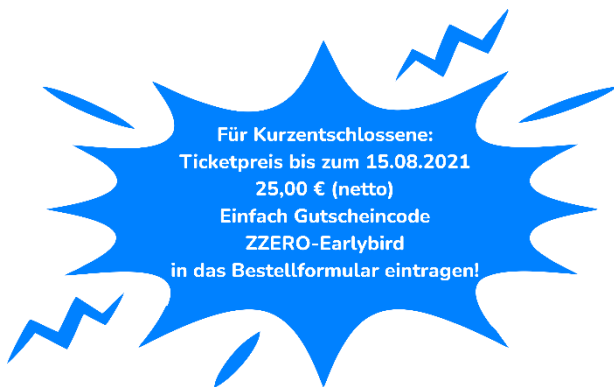 Für Kurzentschlossene:
Ticketpreis bis zum 15.08.2021
25,00 € (netto)
Einfach Gutscheincode
ZZERO-Earlybird
in das Bestellformular eintragen!